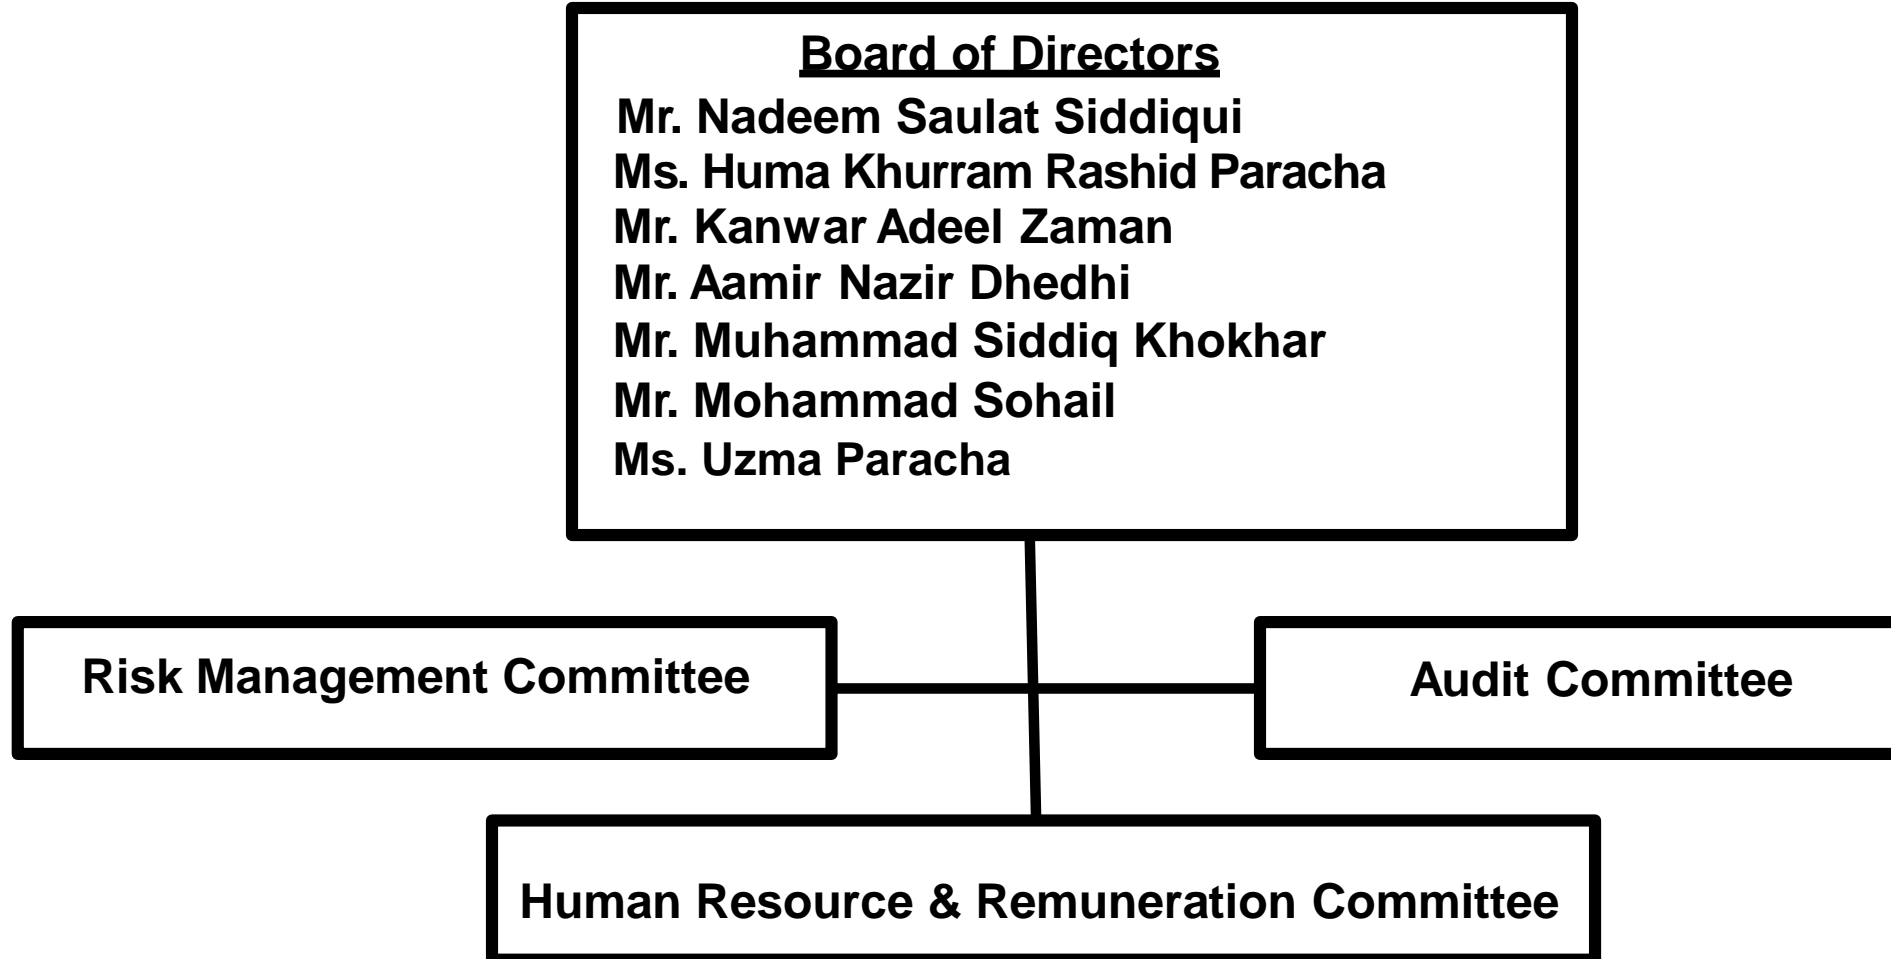 Board of Directors
Mr. Nadeem Saulat Siddiqui
Ms. Huma Khurram Rashid Paracha
Mr. Kanwar Adeel Zaman
Mr. Aamir Nazir Dhedhi
Mr. Muhammad Siddiq Khokhar
Mr. Mohammad Sohail
Ms. Uzma Paracha
Risk Management Committee
Audit Committee
Human Resource & Remuneration Committee